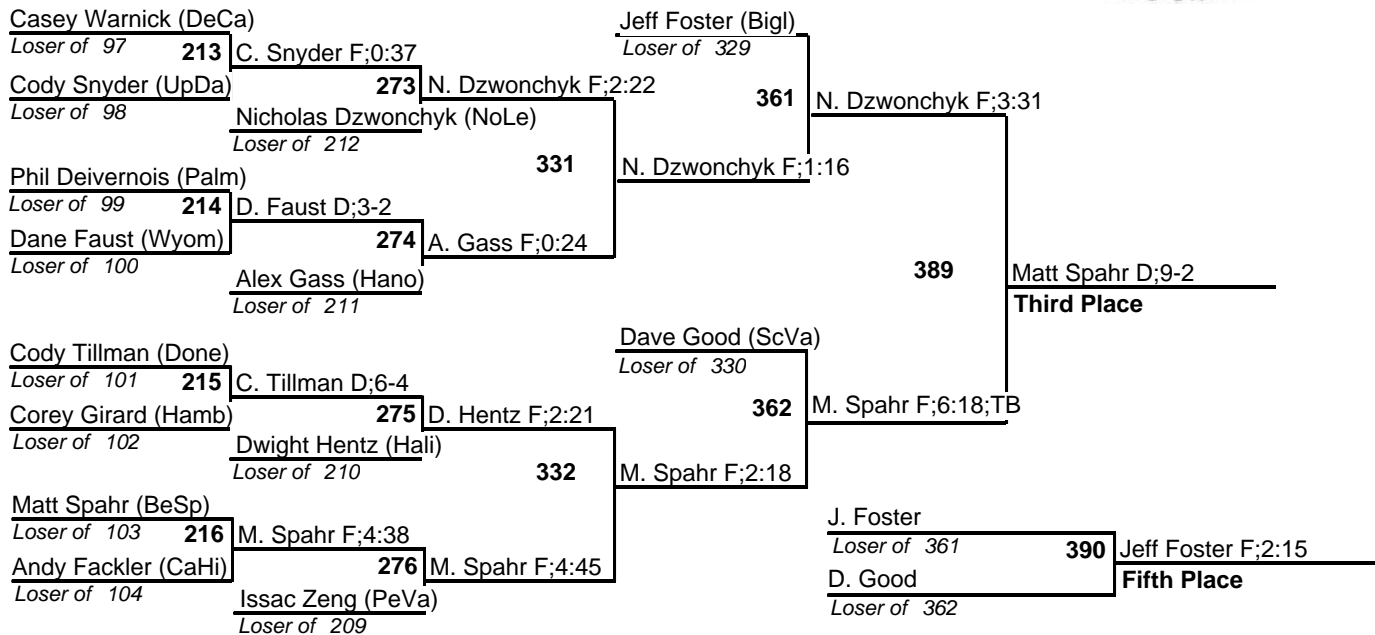 Casey Warnick (DeCa)
Loser of 97
213
C. Snyder F;0:37
Cody Snyder (UpDa)
Loser of 98
273
N. Dzwonchyk F;2:22
Nicholas Dzwonchyk (NoLe)
Loser of 212
Phil Deivernois (Palm)
Loser of 99
214
D. Faust D;3-2
Dane Faust (Wyom)
Loser of 100
274
A. Gass F;0:24
Alex Gass (Hano)
Loser of 211
331
Jeff Foster (Bigl)
Loser of 329
361
N. Dzwonchyk F;3:31
N. Dzwonchyk F;1:16
389
Matt Spahr D;9-2
Third Place
Cody Tillman (Done)
Loser of 101
215
C. Tillman D;6-4
Corey Girard (Hamb)
Loser of 102
275
D. Hentz F;2:21
Dwight Hentz (Hali)
Loser of 210
332
Matt Spahr (BeSp)
Loser of 103
216
M. Spahr F;4:38
Andy Fackler (CaHi)
Loser of 104
276
M. Spahr F;4:45
Issac Zeng (PeVa)
Loser of 209
Dave Good (ScVa)
Loser of 330
362
M. Spahr F;6:18;TB
M. Spahr F;2:18
J. Foster
Loser of 361
390
Jeff Foster F;2:15
Fifth Place
D. Good
Loser of 362